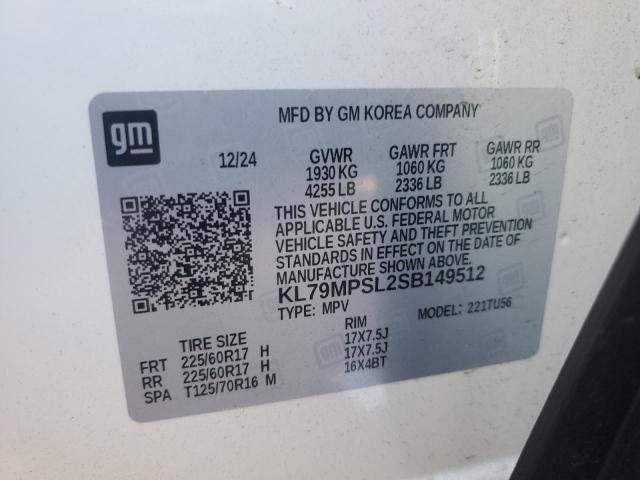 gm
MFD BY GM KOREA COMPANY
12/24
GVWR
1930 KG
4255 LB
GAWR FRT
1060 KG
2336 LB
GAWR RR
1060 KG
2336 LB
THIS VEHICLE CONFORMS TO ALL
APPLICABLE U.S. FEDERAL MOTOR
VEHICLE SAFETY AND THEFT PREVENTION
STANDARDS IN EFFECT ON THE DATE OF
MANUFACTURE SHOWN ABOVE.
KL79MPSL2SB149512
TYPE: MPV
MODEL: 221TU56
TIRE SIZE
RIM
FRT 225/60R17 H 17X7.5J
RR 225/60R17 H 17X7.5J
SPA T125/70R16 M 16X4BT